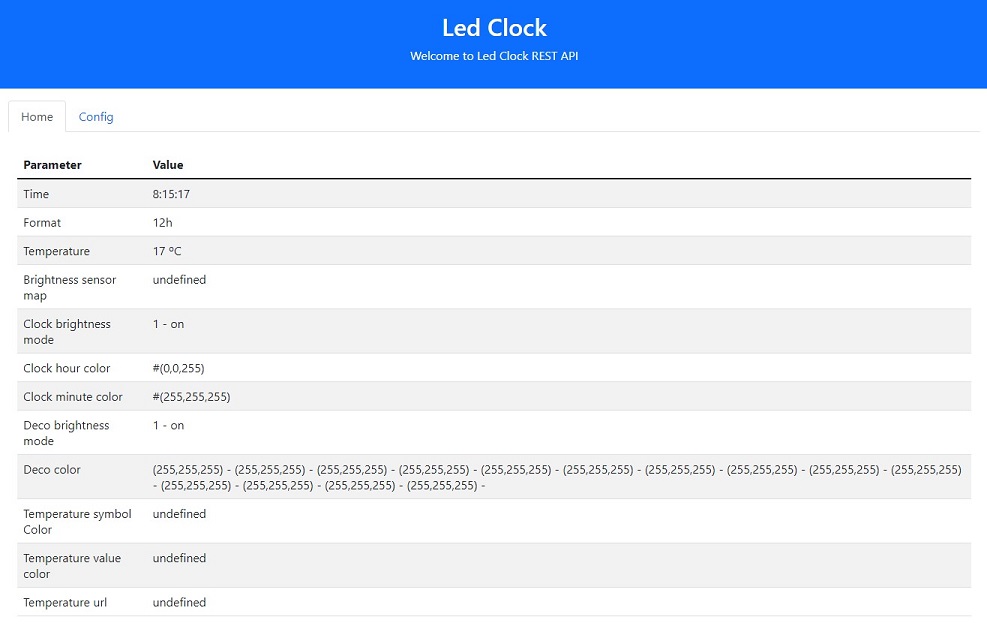 Led Clock
Welcome to Led Clock REST API
Home Config
Parameter Value
Time 8:15:17
Format 12h
Temperature 17 ºC
Brightness sensor undefined
map
Clock brightness 1 - on
mode
Clock hour color #(0,0,255)
Clock minute color #(255,255,255)
Deco brightness 1 - on
mode
Deco color (255,255,255) - (255,255,255) - (255,255,255) - (255,255,255) - (255,255,255) - (255,255,255) - (255,255,255) - (255,255,255) - (255,255,255) - (255,255,255)
- (255,255,255) - (255,255,255) - (255,255,255) - (255,255,255) -
Temperature symbol undefined
Color
Temperature value undefined
color
Temperature url undefined